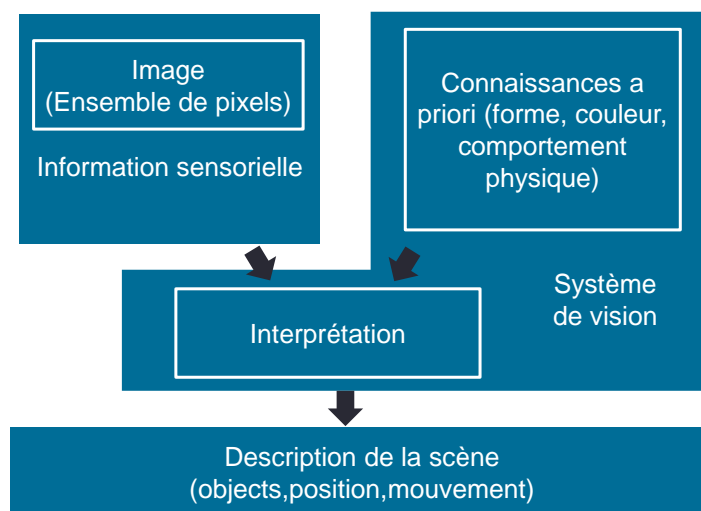 Image
(Ensemble de pixels)
Information sensorielle
Connaissances a
priori (forme, couleur,
comportement
physique)
Système
de vision
Interprétation
Description de la scène
(objects,position,mouvement)